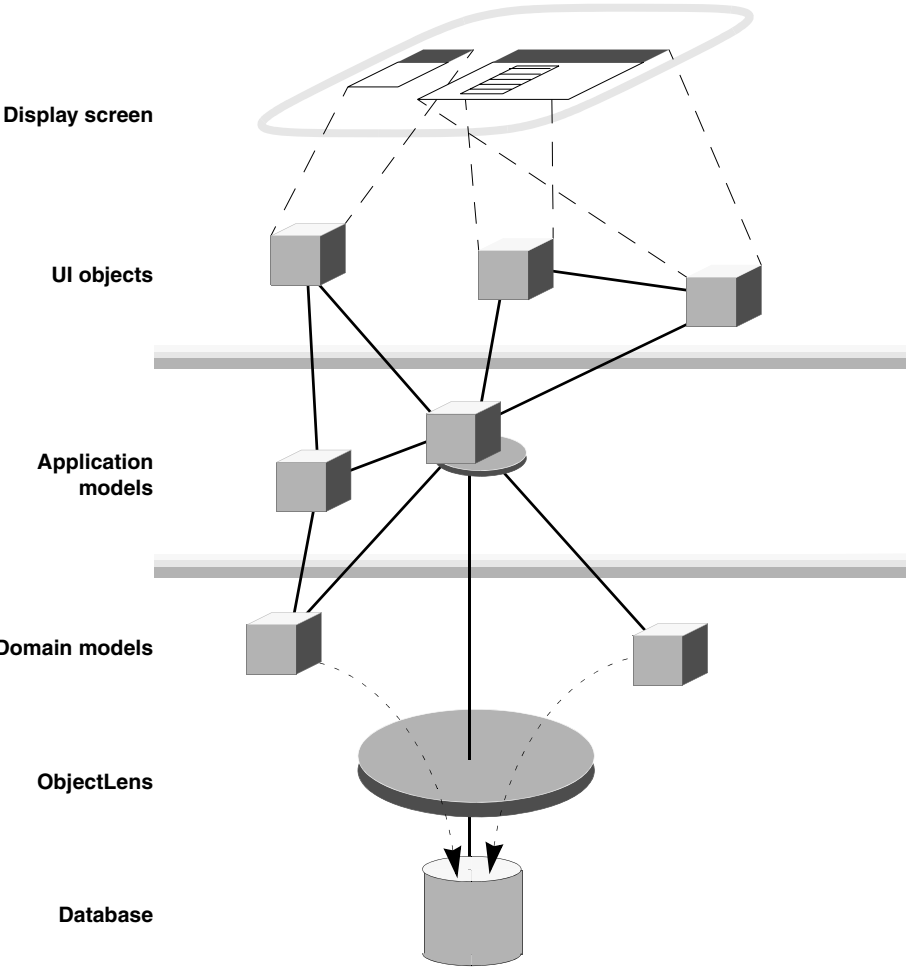 Display screen
UI objects
Application
models
Domain models
ObjectLens
Database